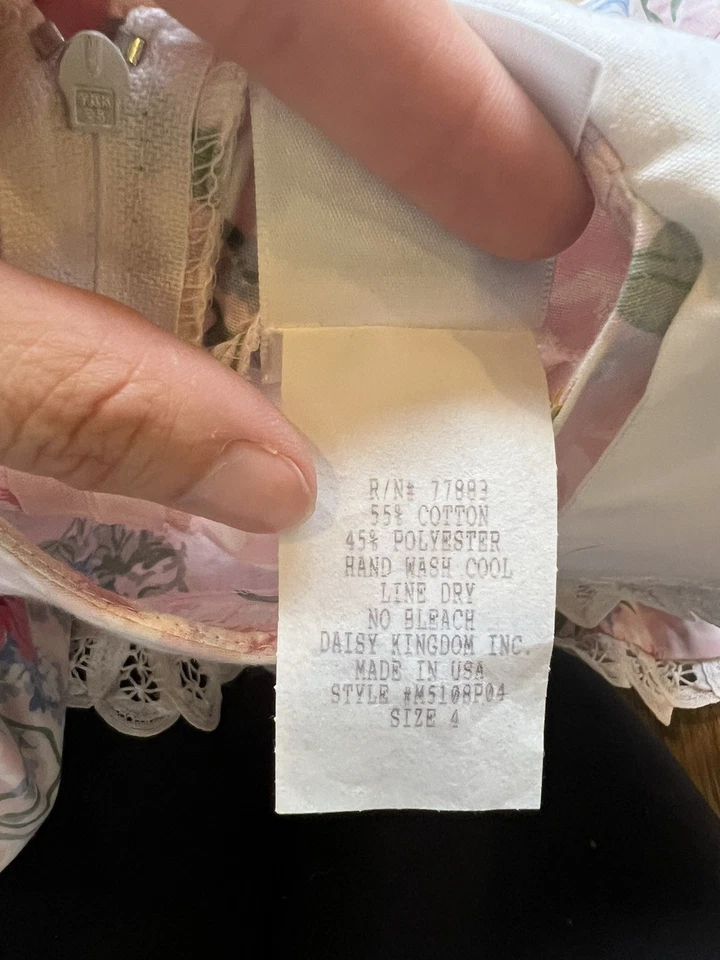 YKK
R/N# 77883
55% COTTON
45% POLYESTER
HAND WASH COOL
LINE DRY
NO BLEACH
DAISY KINGDOM INC.
MADE IN USA
STYLE #M5108P04
SIZE 4